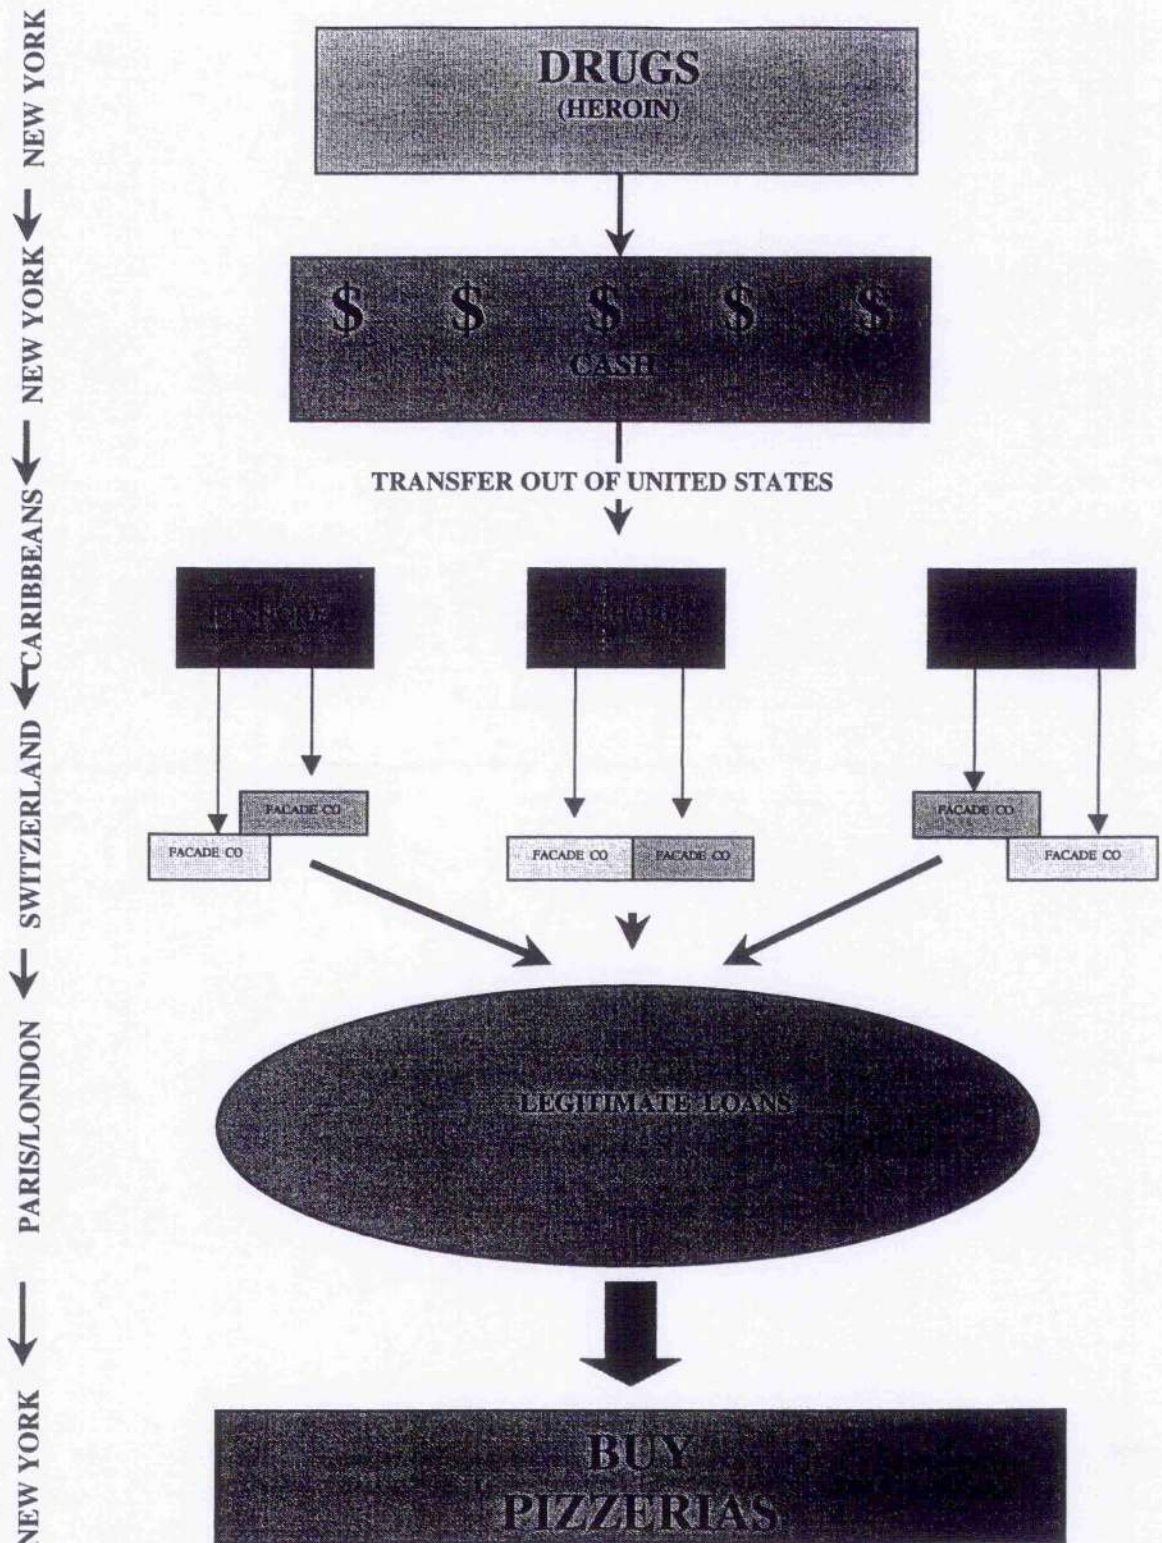 NEW YORK
DRUGS
(HEROIN)
NEW YORK
$ $ $ $ $
CASH
TRANSFER OUT OF UNITED STATES
CARIBBEANS
SWITZERLAND
FACADE CO
FACADE CO
FACADE CO
FACADE CO
FACADE CO
FACADE CO
PARIS/LONDON
LEGITIMATE LOANS
NEW YORK
BUY
PIZZERIAS